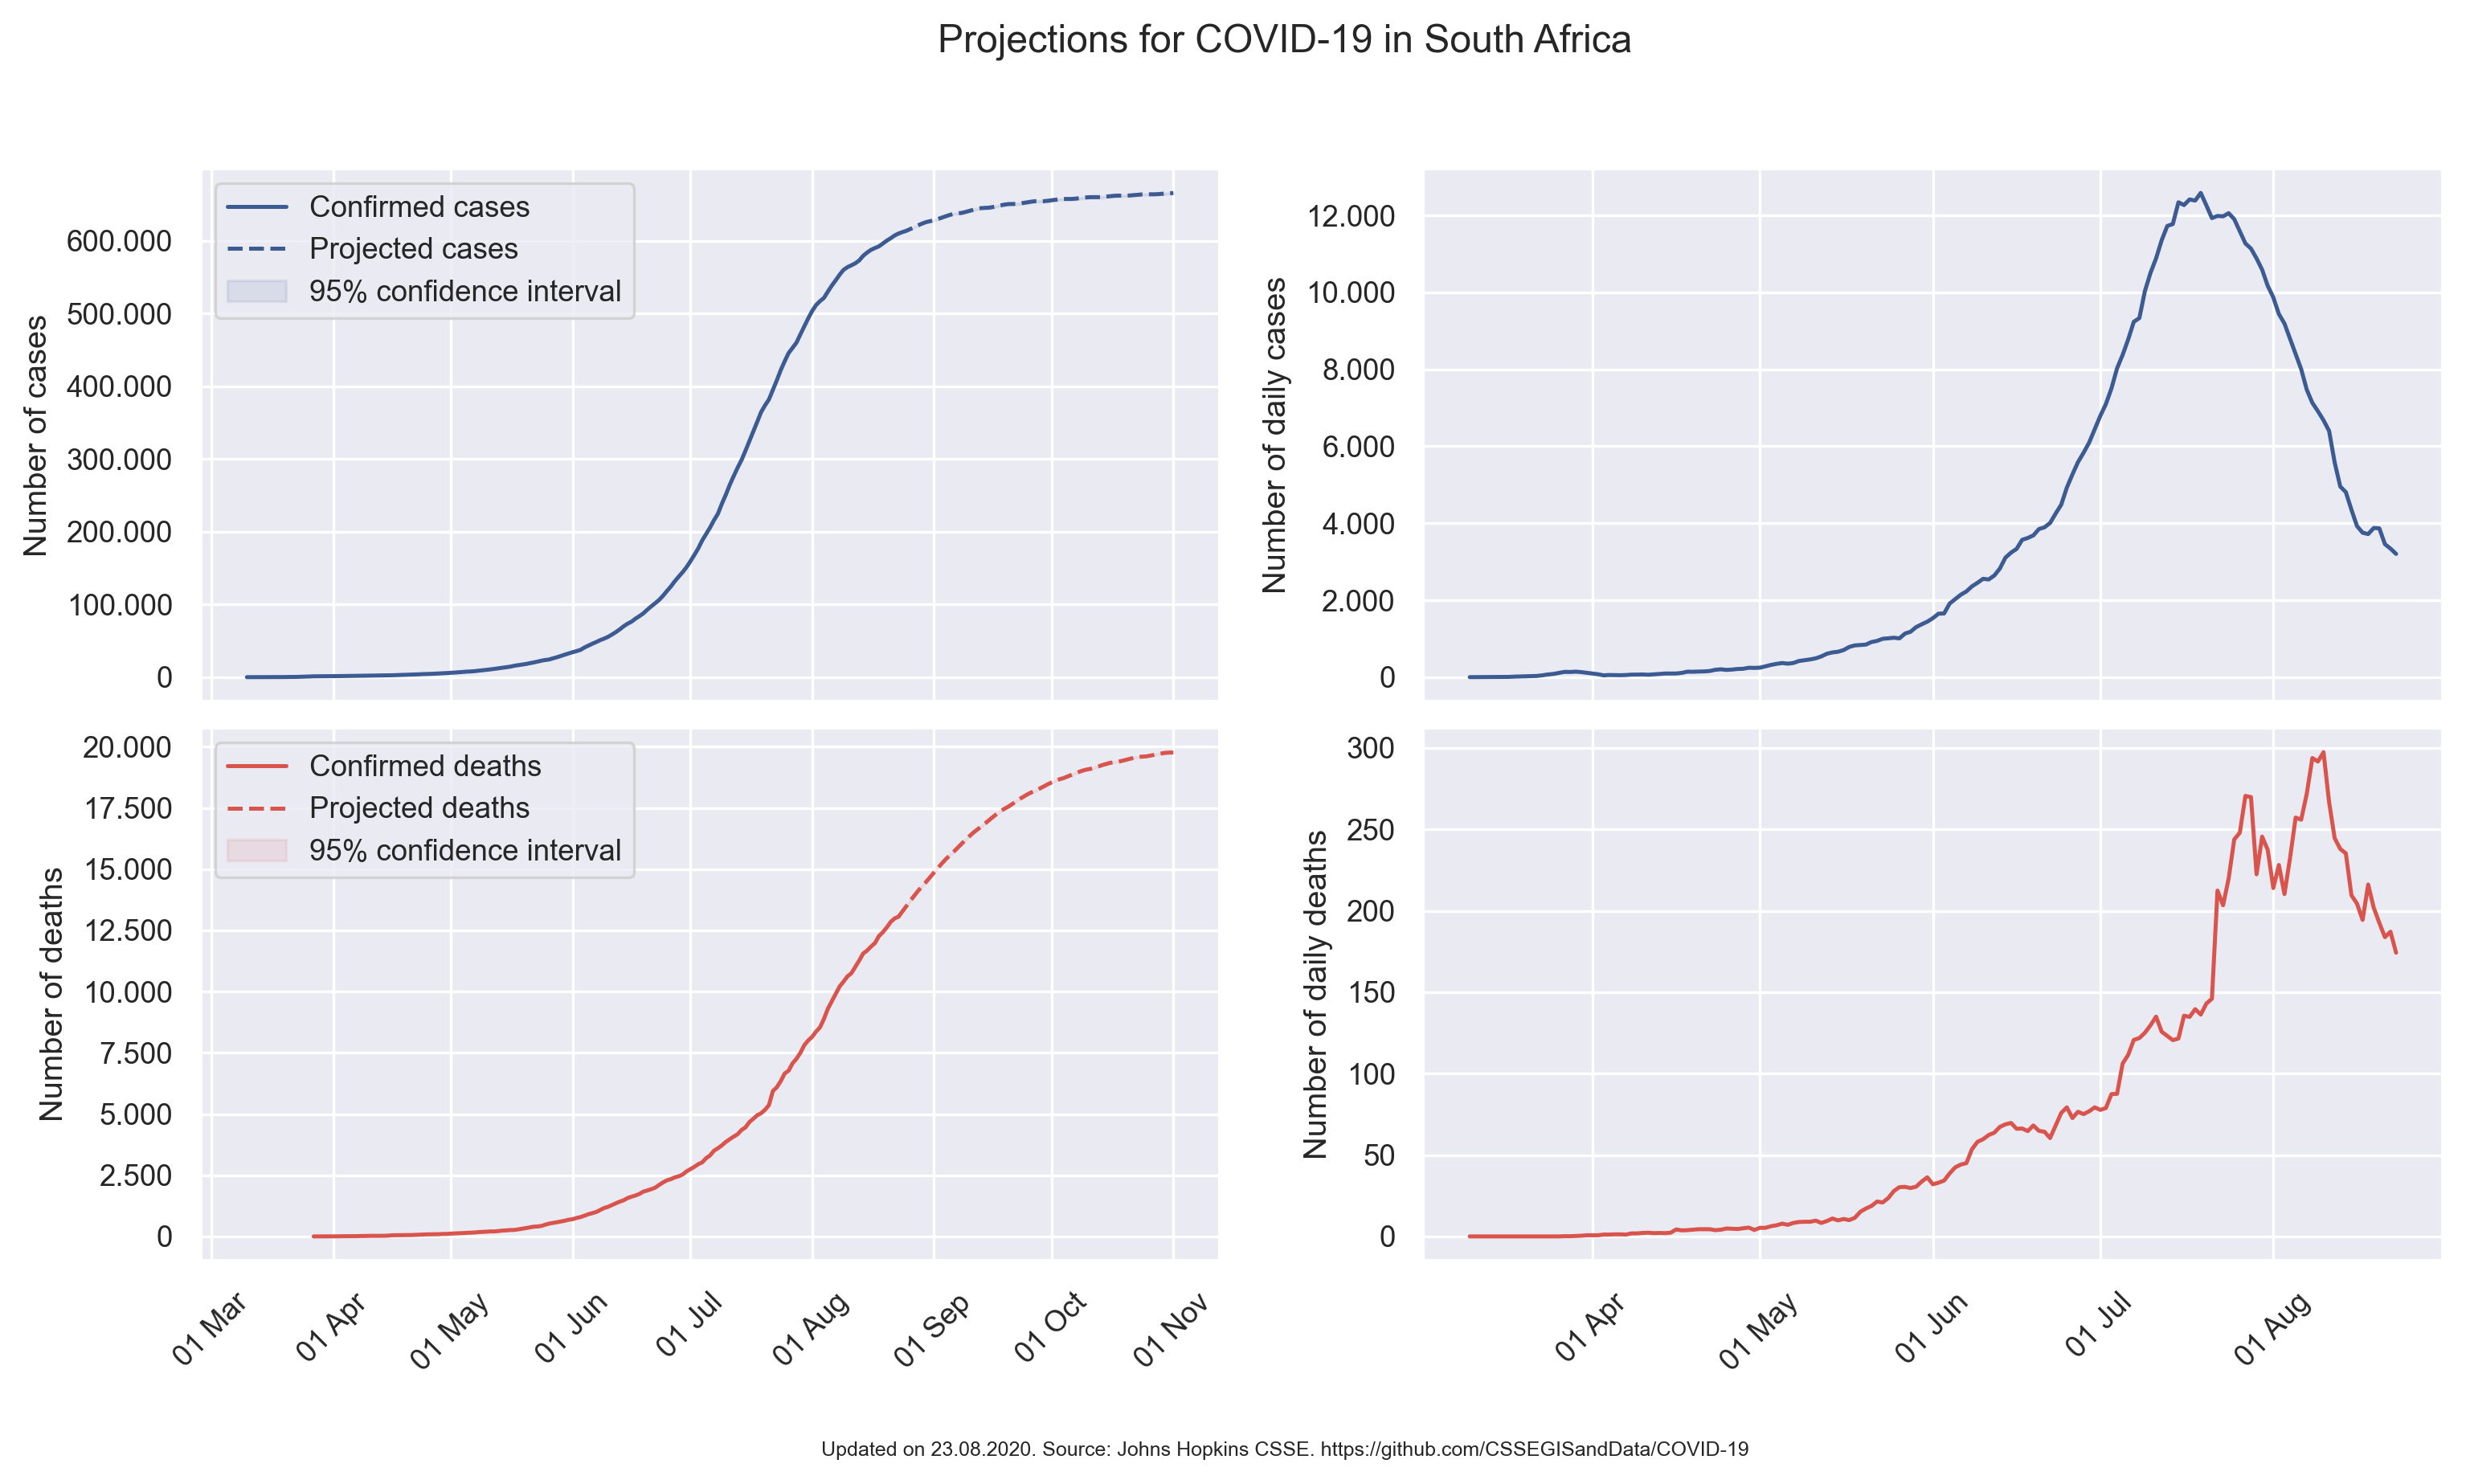 Projections for COVID-19 in South Africa
Confirmed cases
Projected cases
95% confidence interval
Number of cases
600.000
500.000
400.000
300.000
200.000
100.000
0
Number of daily cases
12.000
10.000
8.000
6.000
4.000
2.000
0
Confirmed deaths
Projected deaths
95% confidence interval
Number of deaths
20.000
17.500
15.000
12.500
10.000
7.500
5.000
2.500
0
01 Mar
01 Apr
01 May
01 Jun
01 Jul
01 Aug
01 Sep
01 Oct
01 Nov
Number of daily deaths
300
250
200
150
100
50
0
01 Apr
01 May
01 Jun
01 Jul
01 Aug
Updated on 23.08.2020. Source: Johns Hopkins CSSE. https://github.com/CSSEGISandData/COVID-19